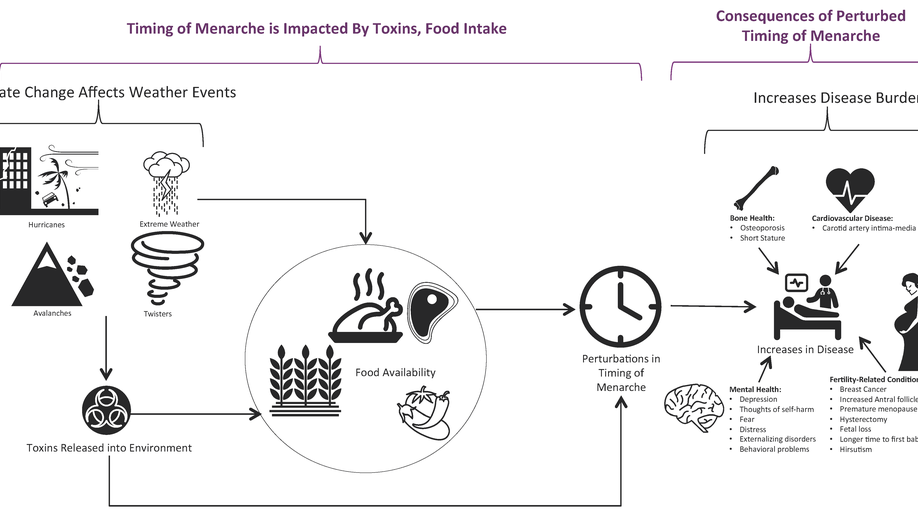 Timing of Menarche is Impacted By Toxins, Food Intake
Consequences of Perturbed
Timing of Menarche
ate Change Affects Weather Events
Increases Disease Burden
Hurricanes
Extreme Weather
Avalanches
Twisters
Toxins Released into Environment
Food Availability
Perturbations in
Timing of
Menarche
Bone Health:
• Osteoporosis
• Short Stature
Cardiovascular Disease:
• Carotid artery intima-media
Increases in Disease
Mental Health:
• Depression
• Thoughts of self-harm
• Fear
• Distress
• Externalizing disorders
• Behavioral problems
Fertility-Related Condition
• Breast Cancer
• Increased Antral follicle
• Premature menopause
• Hysterectomy
• Fetal loss
• Longer time to first bab
• Hirsutism